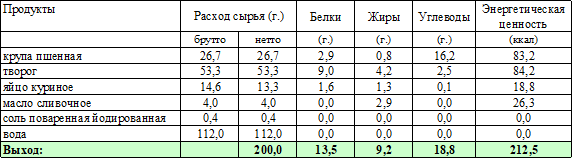 Продукты Расход сырья (г.) Белки Жиры Углеводы Энергетическая ценность
брутто нетто (г.) (г.) (г.) (ккал)
крупа пшенная 26,7 26,7 2,9 0,8 16,2 83,2
творог 53,3 53,3 9,0 4,2 2,5 84,2
яйцо куриное 14,6 13,3 1,6 1,3 0,1 18,8
масло сливочное 4,0 4,0 0,0 2,9 0,0 26,3
соль поваренная йодированная 0,4 0,4 0,0 0,0 0,0 0,0
вода 112,0 112,0 0,0 0,0 0,0 0,0
Выход: 200,0 13,5 9,2 18,8 212,5